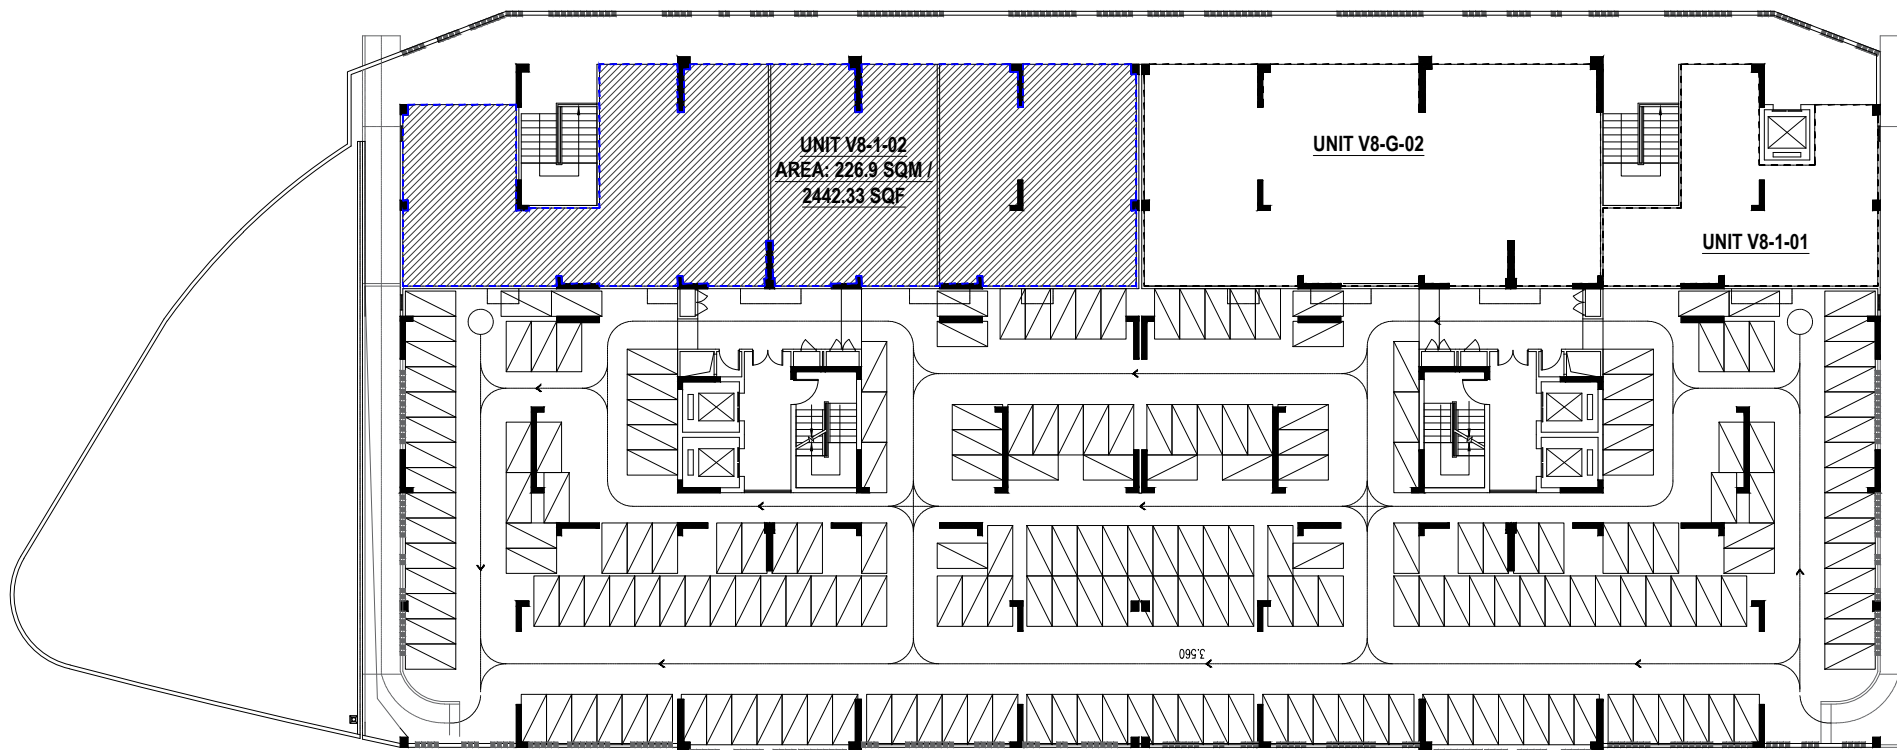 UNIT V8-1-02
AREA: 226.9 SQM /
2442.33 SQF
UNIT V8-G-02
UNIT V8-1-01
3.560